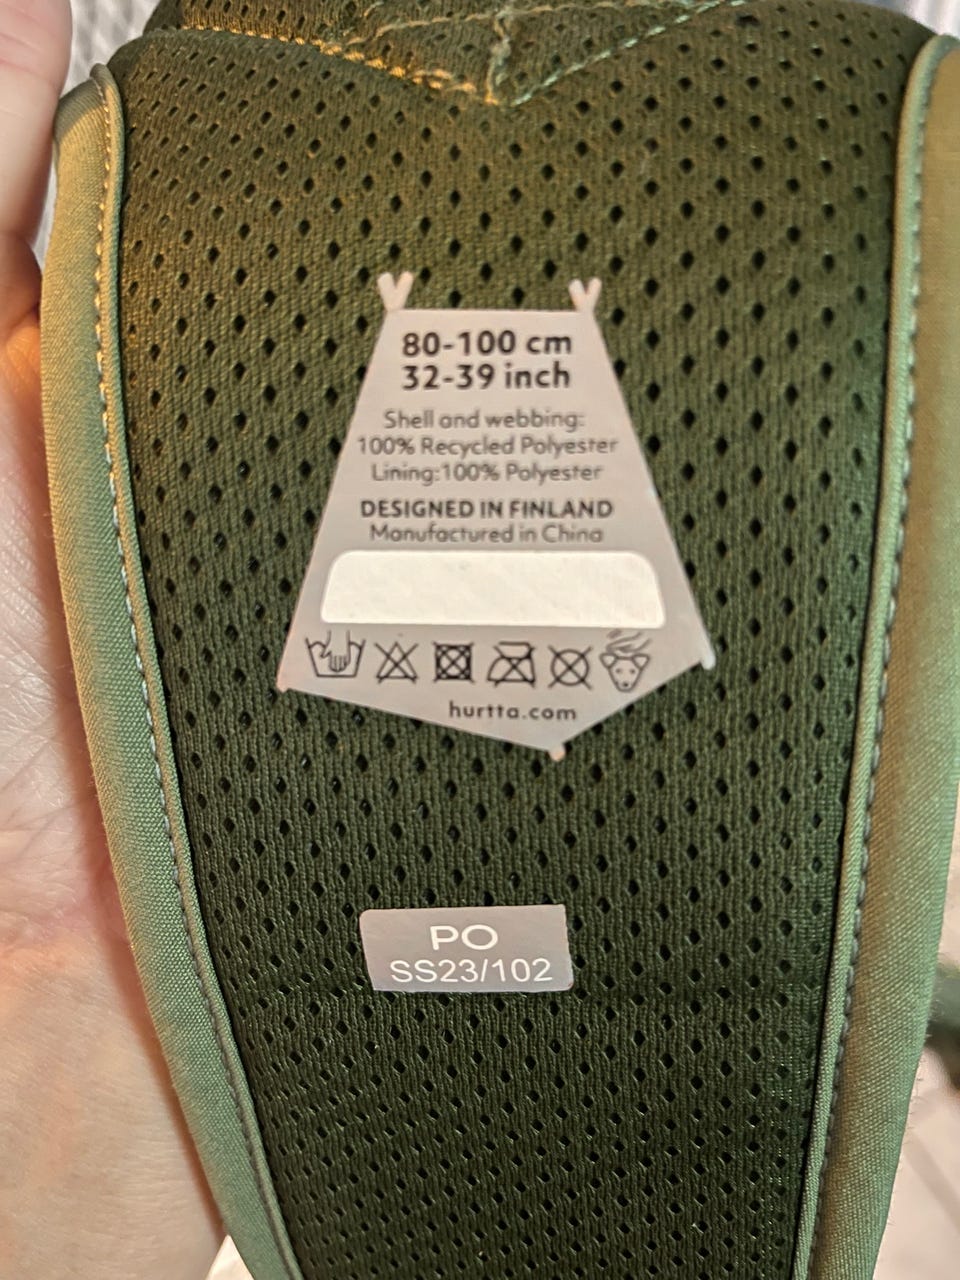 80-100 cm
32-39 inch
Shell and webbing:
100% Recycled Polyester
Lining:100% Polyester
DESIGNED IN FINLAND
Manufactured in China
hurtta.com
PO
SS23/102